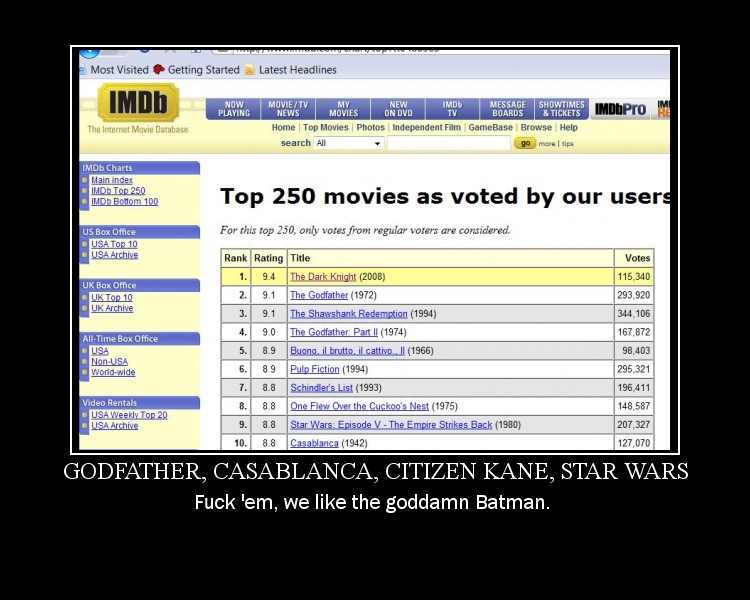 Most Visited Getting Started Latest Headlines
IMDb
The Internet Movie Database
NOW PLAYING MOVIE / TV NEWS MY MOVIES NEW ON DVD IMDb TV MESSAGE BOARDS SHOWTIMES & TICKETS IMDbPro
Home | Top Movies | Photos | Independent Film | GameBase | Browse | Help
search All go more | tips
IMDb Charts
Main index
IMDb Top 250
IMDb Bottom 100
US Box Office
USA Top 10
USA Archive
UK Box Office
UK Top 10
UK Archive
All-Time Box Office
USA
Non-USA
World-wide
Video Rentals
USA Weekly Top 20
USA Archive
Top 250 movies as voted by our users
For this top 250, only votes from regular voters are considered.
Rank Rating Title Votes
1. 9.4 The Dark Knight (2008) 115,340
2. 9.1 The Godfather (1972) 293,920
3. 9.1 The Shawshank Redemption (1994) 344,106
4. 9.0 The Godfather: Part II (1974) 167,872
5. 8.9 Buono, il brutto, il cattivo., Il (1966) 98,403
6. 8.9 Pulp Fiction (1994) 295,321
7. 8.8 Schindler's List (1993) 196,411
8. 8.8 One Flew Over the Cuckoo's Nest (1975) 148,587
9. 8.8 Star Wars: Episode V - The Empire Strikes Back (1980) 207,327
10. 8.8 Casablanca (1942) 127,070
GODFATHER, CASABLANCA, CITIZEN KANE, STAR WARS
Fuck 'em, we like the goddamn Batman.